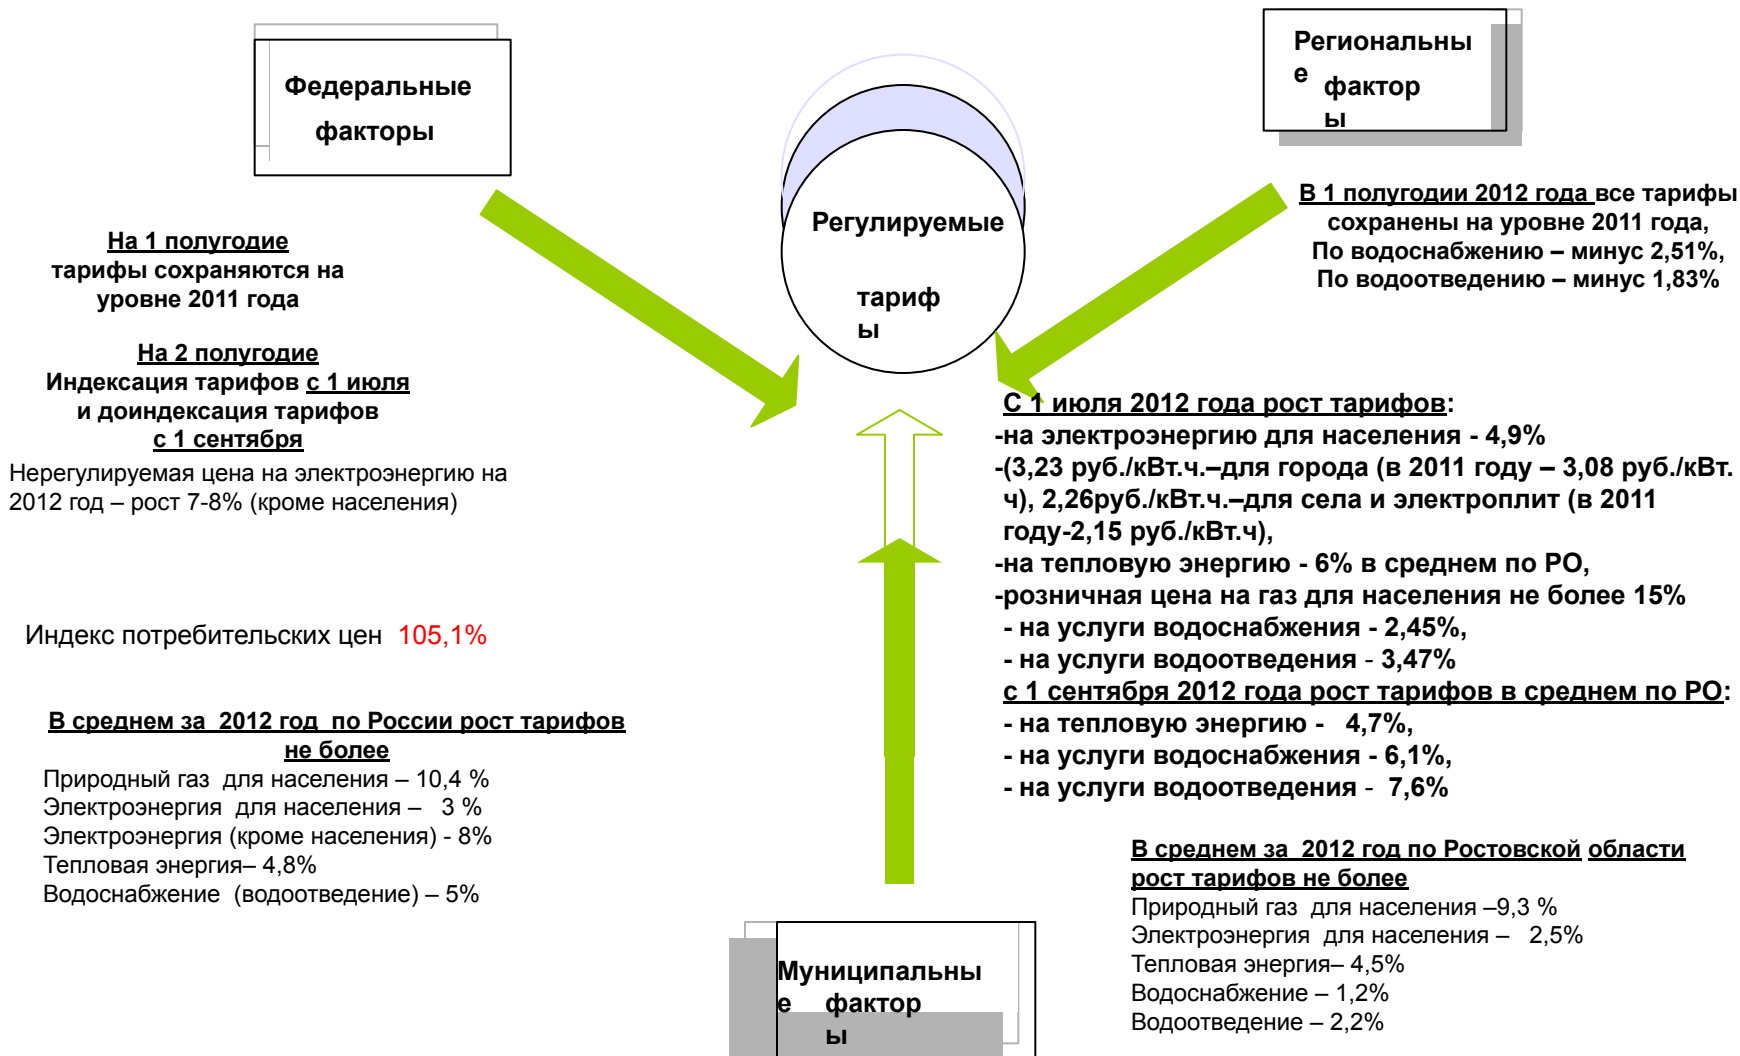 Федеральные
факторы
Региональны
е
фактор
ы
Регулируемые
тариф
ы
На 1 полугодие
тарифы сохраняются на
уровне 2011 года
На 2 полугодие
Индексация тарифов с 1 июля
и доиндексация тарифов
с 1 сентября
Нерегулируемая цена на электроэнергию на
2012 год – рост 7-8% (кроме населения)
Индекс потребительских цен 105,1%
В среднем за 2012 год по России рост тарифов
не более
Природный газ для населения – 10,4 %
Электроэнергия для населения – 3 %
Электроэнергия (кроме населения) - 8%
Тепловая энергия– 4,8%
Водоснабжение (водоотведение) – 5%
В 1 полугодии 2012 года все тарифы
сохранены на уровне 2011 года,
По водоснабжению – минус 2,51%,
По водоотведению – минус 1,83%
С 1 июля 2012 года рост тарифов:
-на электроэнергию для населения - 4,9%
-(3,23 руб./кВт.ч.–для города (в 2011 году – 3,08 руб./кВт.
ч), 2,26руб./кВт.ч.–для села и электроплит (в 2011
году-2,15 руб./кВт.ч),
-на тепловую энергию - 6% в среднем по РО,
-розничная цена на газ для населения не более 15%
- на услуги водоснабжения - 2,45%,
- на услуги водоотведения - 3,47%
с 1 сентября 2012 года рост тарифов в среднем по РО:
- на тепловую энергию - 4,7%,
- на услуги водоснабжения - 6,1%,
- на услуги водоотведения - 7,6%
В среднем за 2012 год по Ростовской области
рост тарифов не более
Природный газ для населения –9,3 %
Электроэнергия для населения – 2,5%
Тепловая энергия– 4,5%
Водоснабжение – 1,2%
Водоотведение – 2,2%
Муниципальны
е фактор
ы